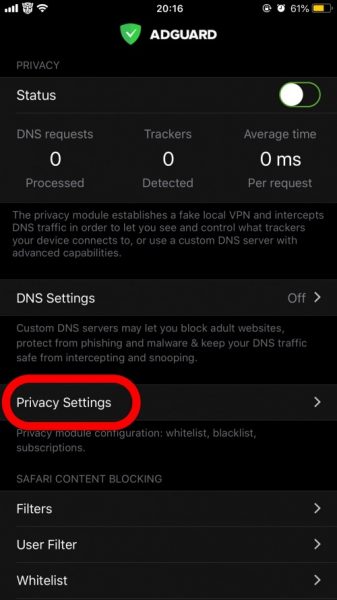 20:16
61%
ADGUARD
PRIVACY
Status
DNS requests Trackers Average time
0 0 0 ms
Processed Detected Per request
The privacy module establishes a fake local VPN and intercepts
DNS traffic in order to let you see and control what trackers
your device connects to, or use a custom DNS server with
advanced capabilities.
DNS Settings Off
Custom DNS servers may let you block adult websites,
protect from phishing and malware & keep your DNS traffic
safe from intercepting and snooping.
Privacy Settings
Privacy module configuration: whitelist, blacklist,
subscriptions.
SAFARI CONTENT BLOCKING
Filters
User Filter
Whitelist